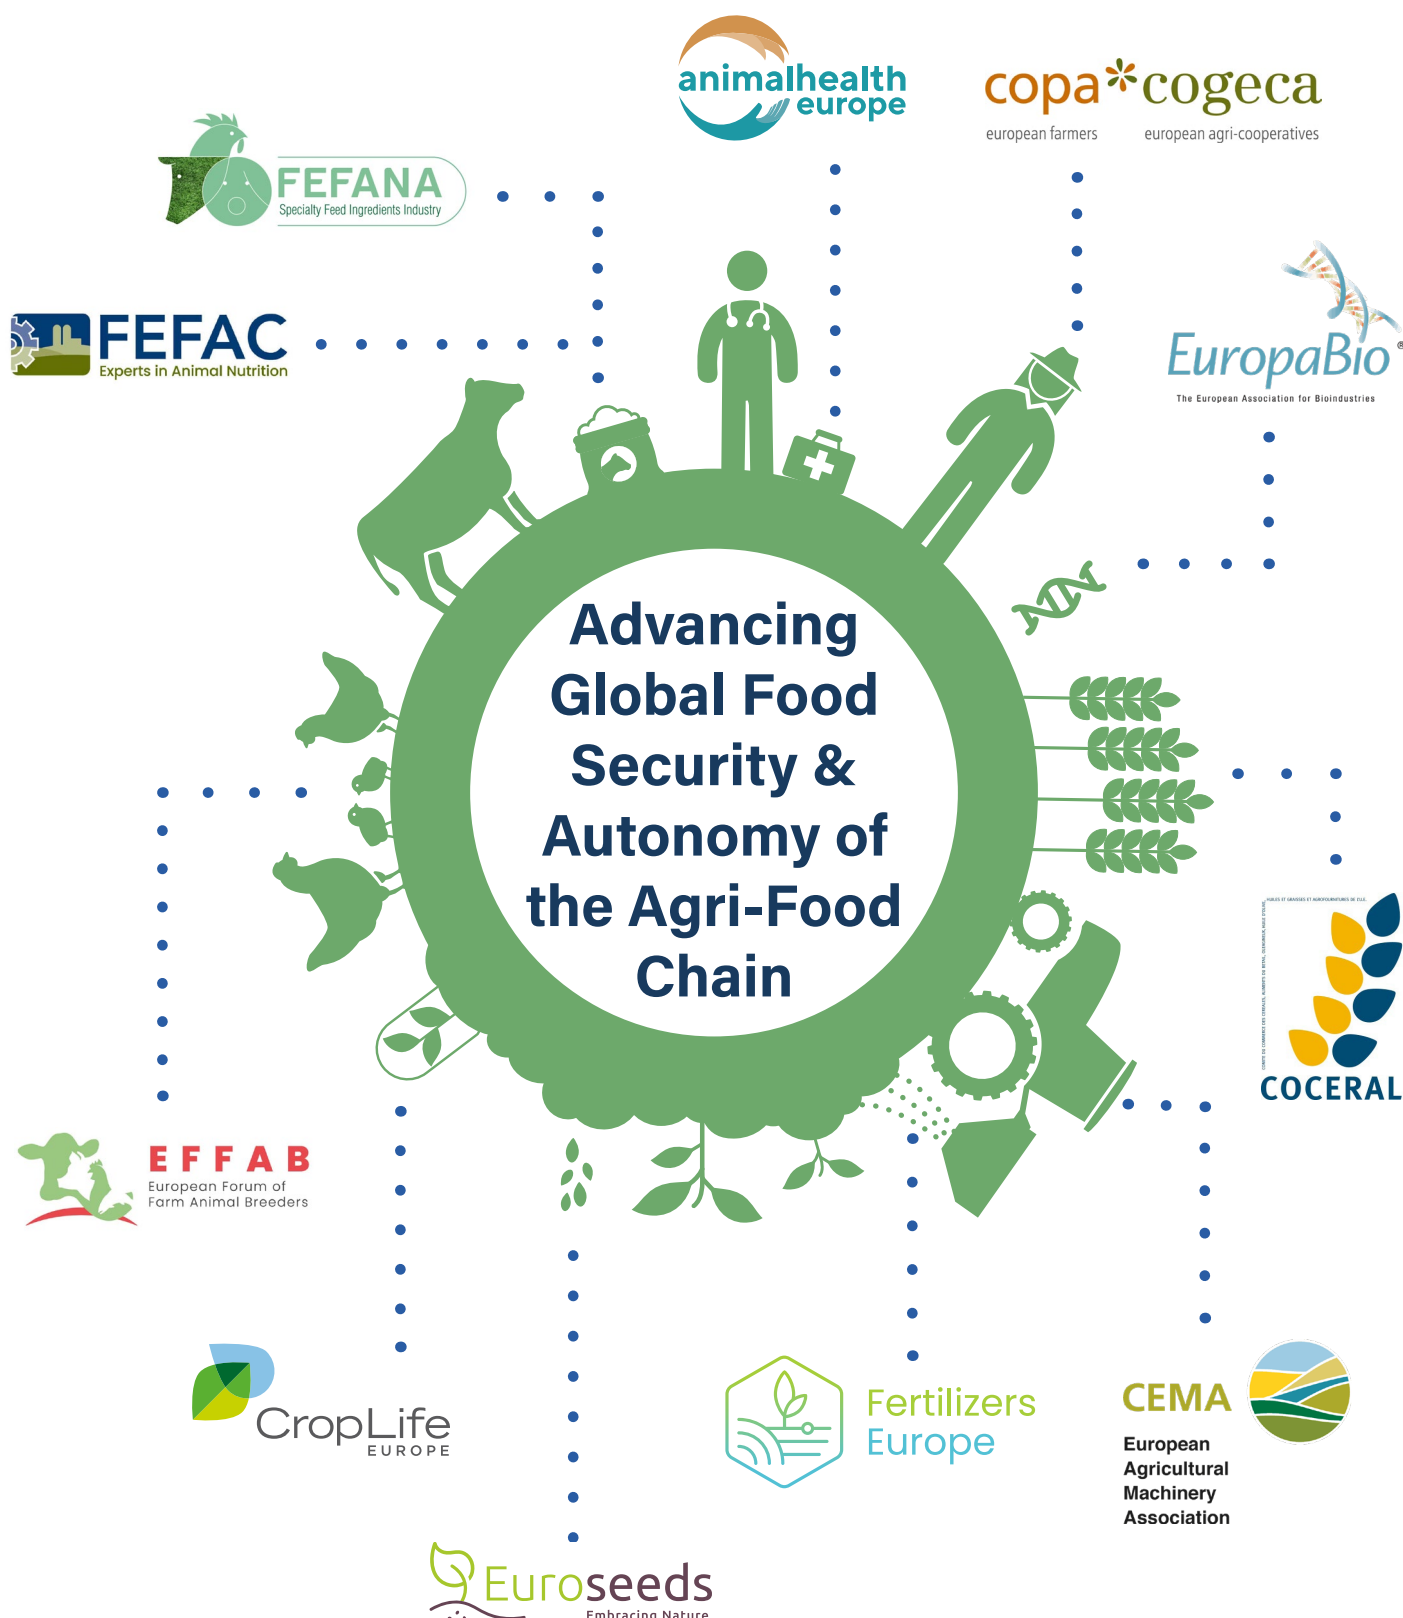 animalhealth
europe
copa*cogeca
european farmers
european agri-cooperatives
FEFANA
Specialty Feed Ingredients Industry
FEFAC
Experts in Animal Nutrition
EuropaBio®
The European Association for Bioindustries
Advancing
Global Food
Security &
Autonomy of
the Agri-Food
Chain
COCERAL
EFFAB
European Forum of
Farm Animal Breeders
CropLife
EUROPE
Fertilizers
Europe
CEMA
European
Agricultural
Machinery
Association
Euroseeds
Embracing Nature